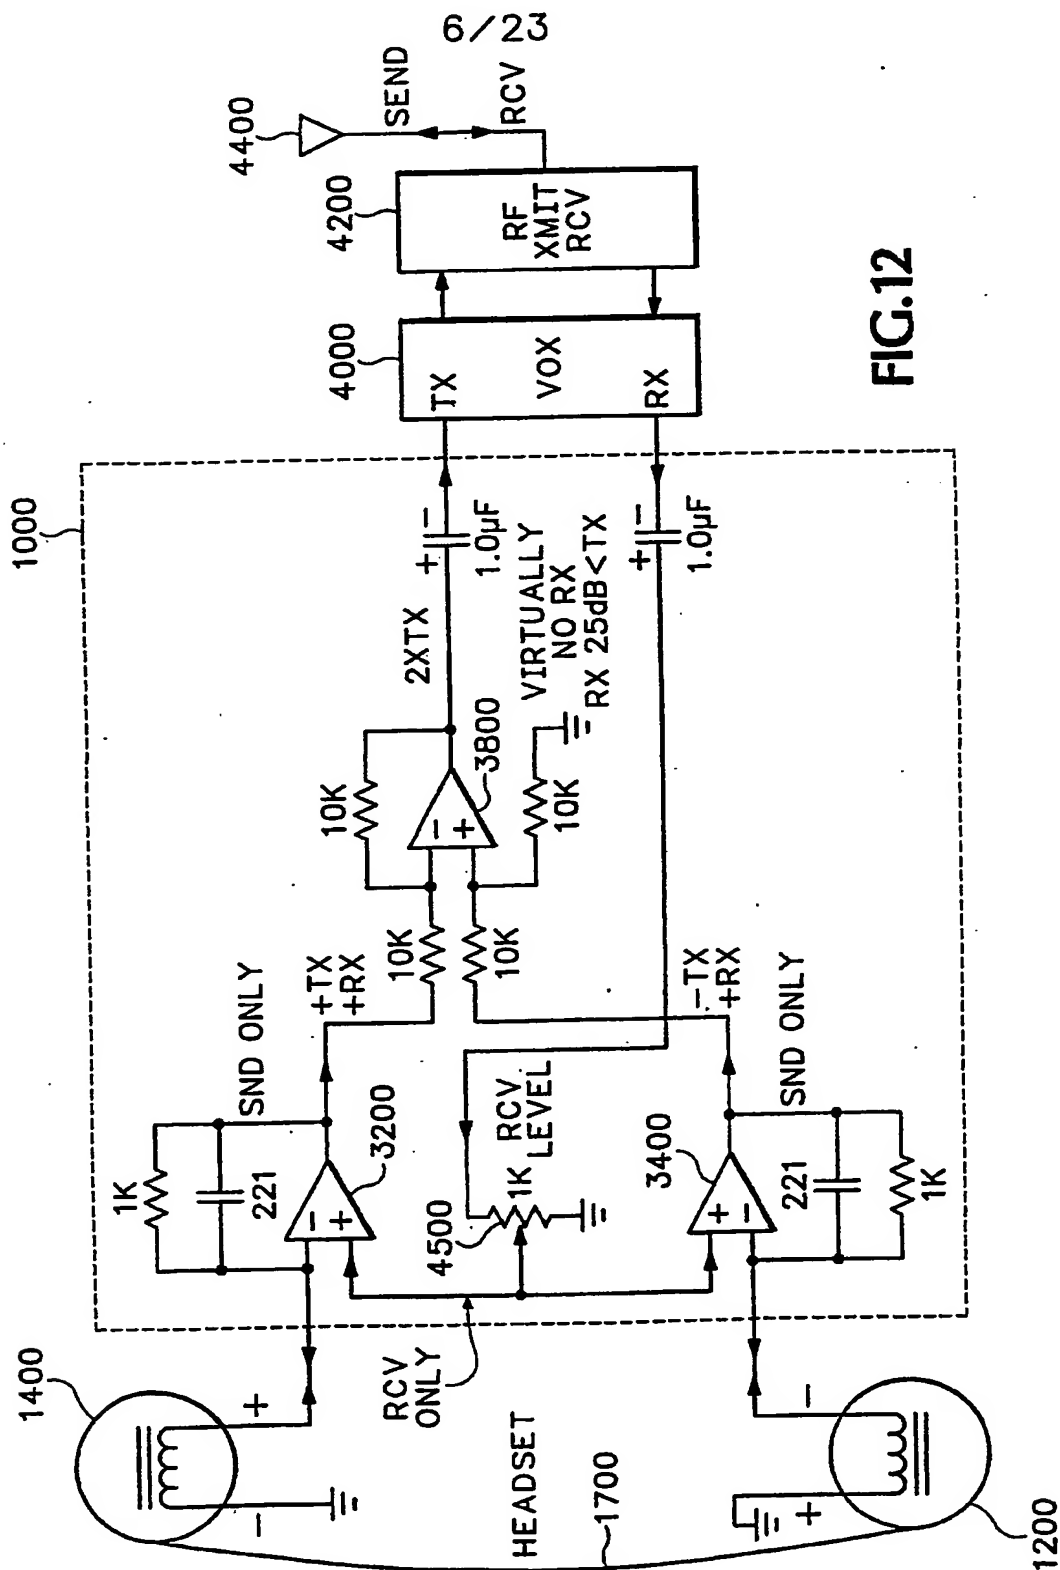 6/23
4400
SEND
RCV
4200
RF
XMIT
RCV
4000
TX
VOX
RX
1000
+ −
1.0µF
2XTX
VIRTUALLY
NO RX
RX 25dB<TX
+ −
1.0µF
10K
−
+
3800
10K
10K
10K
SND ONLY
+TX
+RX
−TX
+RX
SND ONLY
1K
221
−
+
3200
RCV
LEVEL
1K
4500
3400
+
−
221
1K
RCV
ONLY
1400
+
−
HEADSET
1700
−
+
1200
FIG.12